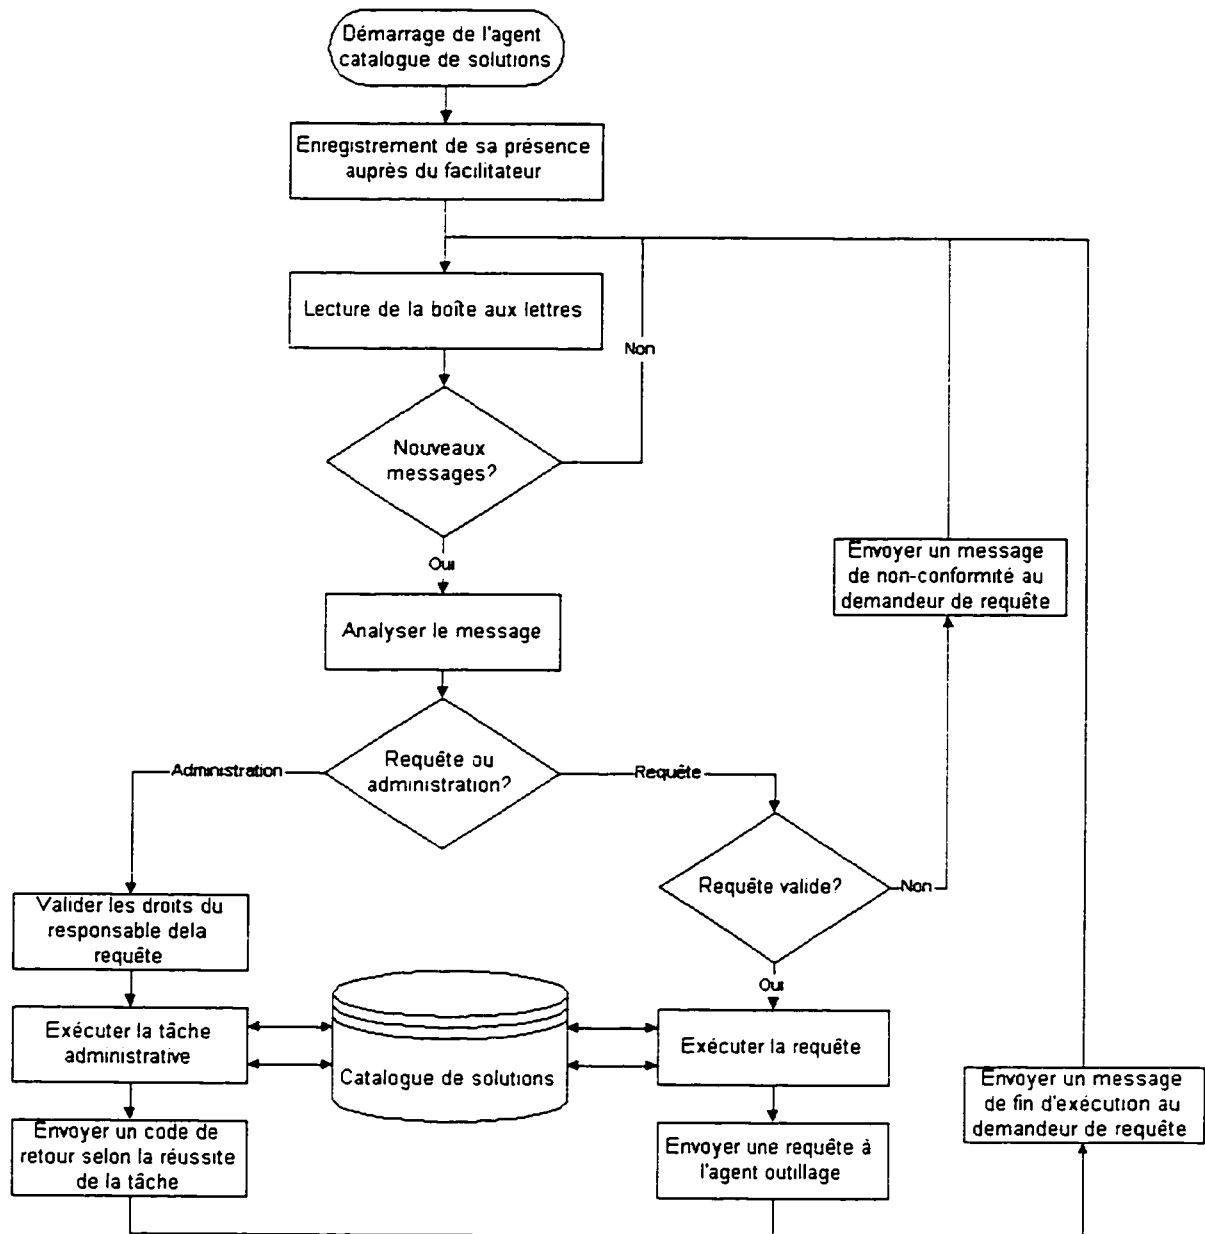 Démarrage de l'agent
catalogue de solutions
Enregistrement de sa présence
auprès du facilitateur
Lecture de la boîte aux lettres
Non
Nouveaux
messages?
Oui
Envoyer un message
de non-conformité au
demandeur de requête
Analyser le message
Requête ou
administration?
Administration
Requête
Requête valide?
Non
Valider les droits du
responsable dela
requête
Oui
Exécuter la tâche
administrative
Catalogue de solutions
Exécuter la requête
Envoyer un message
de fin d'exécution au
demandeur de requête
Envoyer un code de
retour selon la réussite
de la tâche
Envoyer une requête à
l'agent outillage